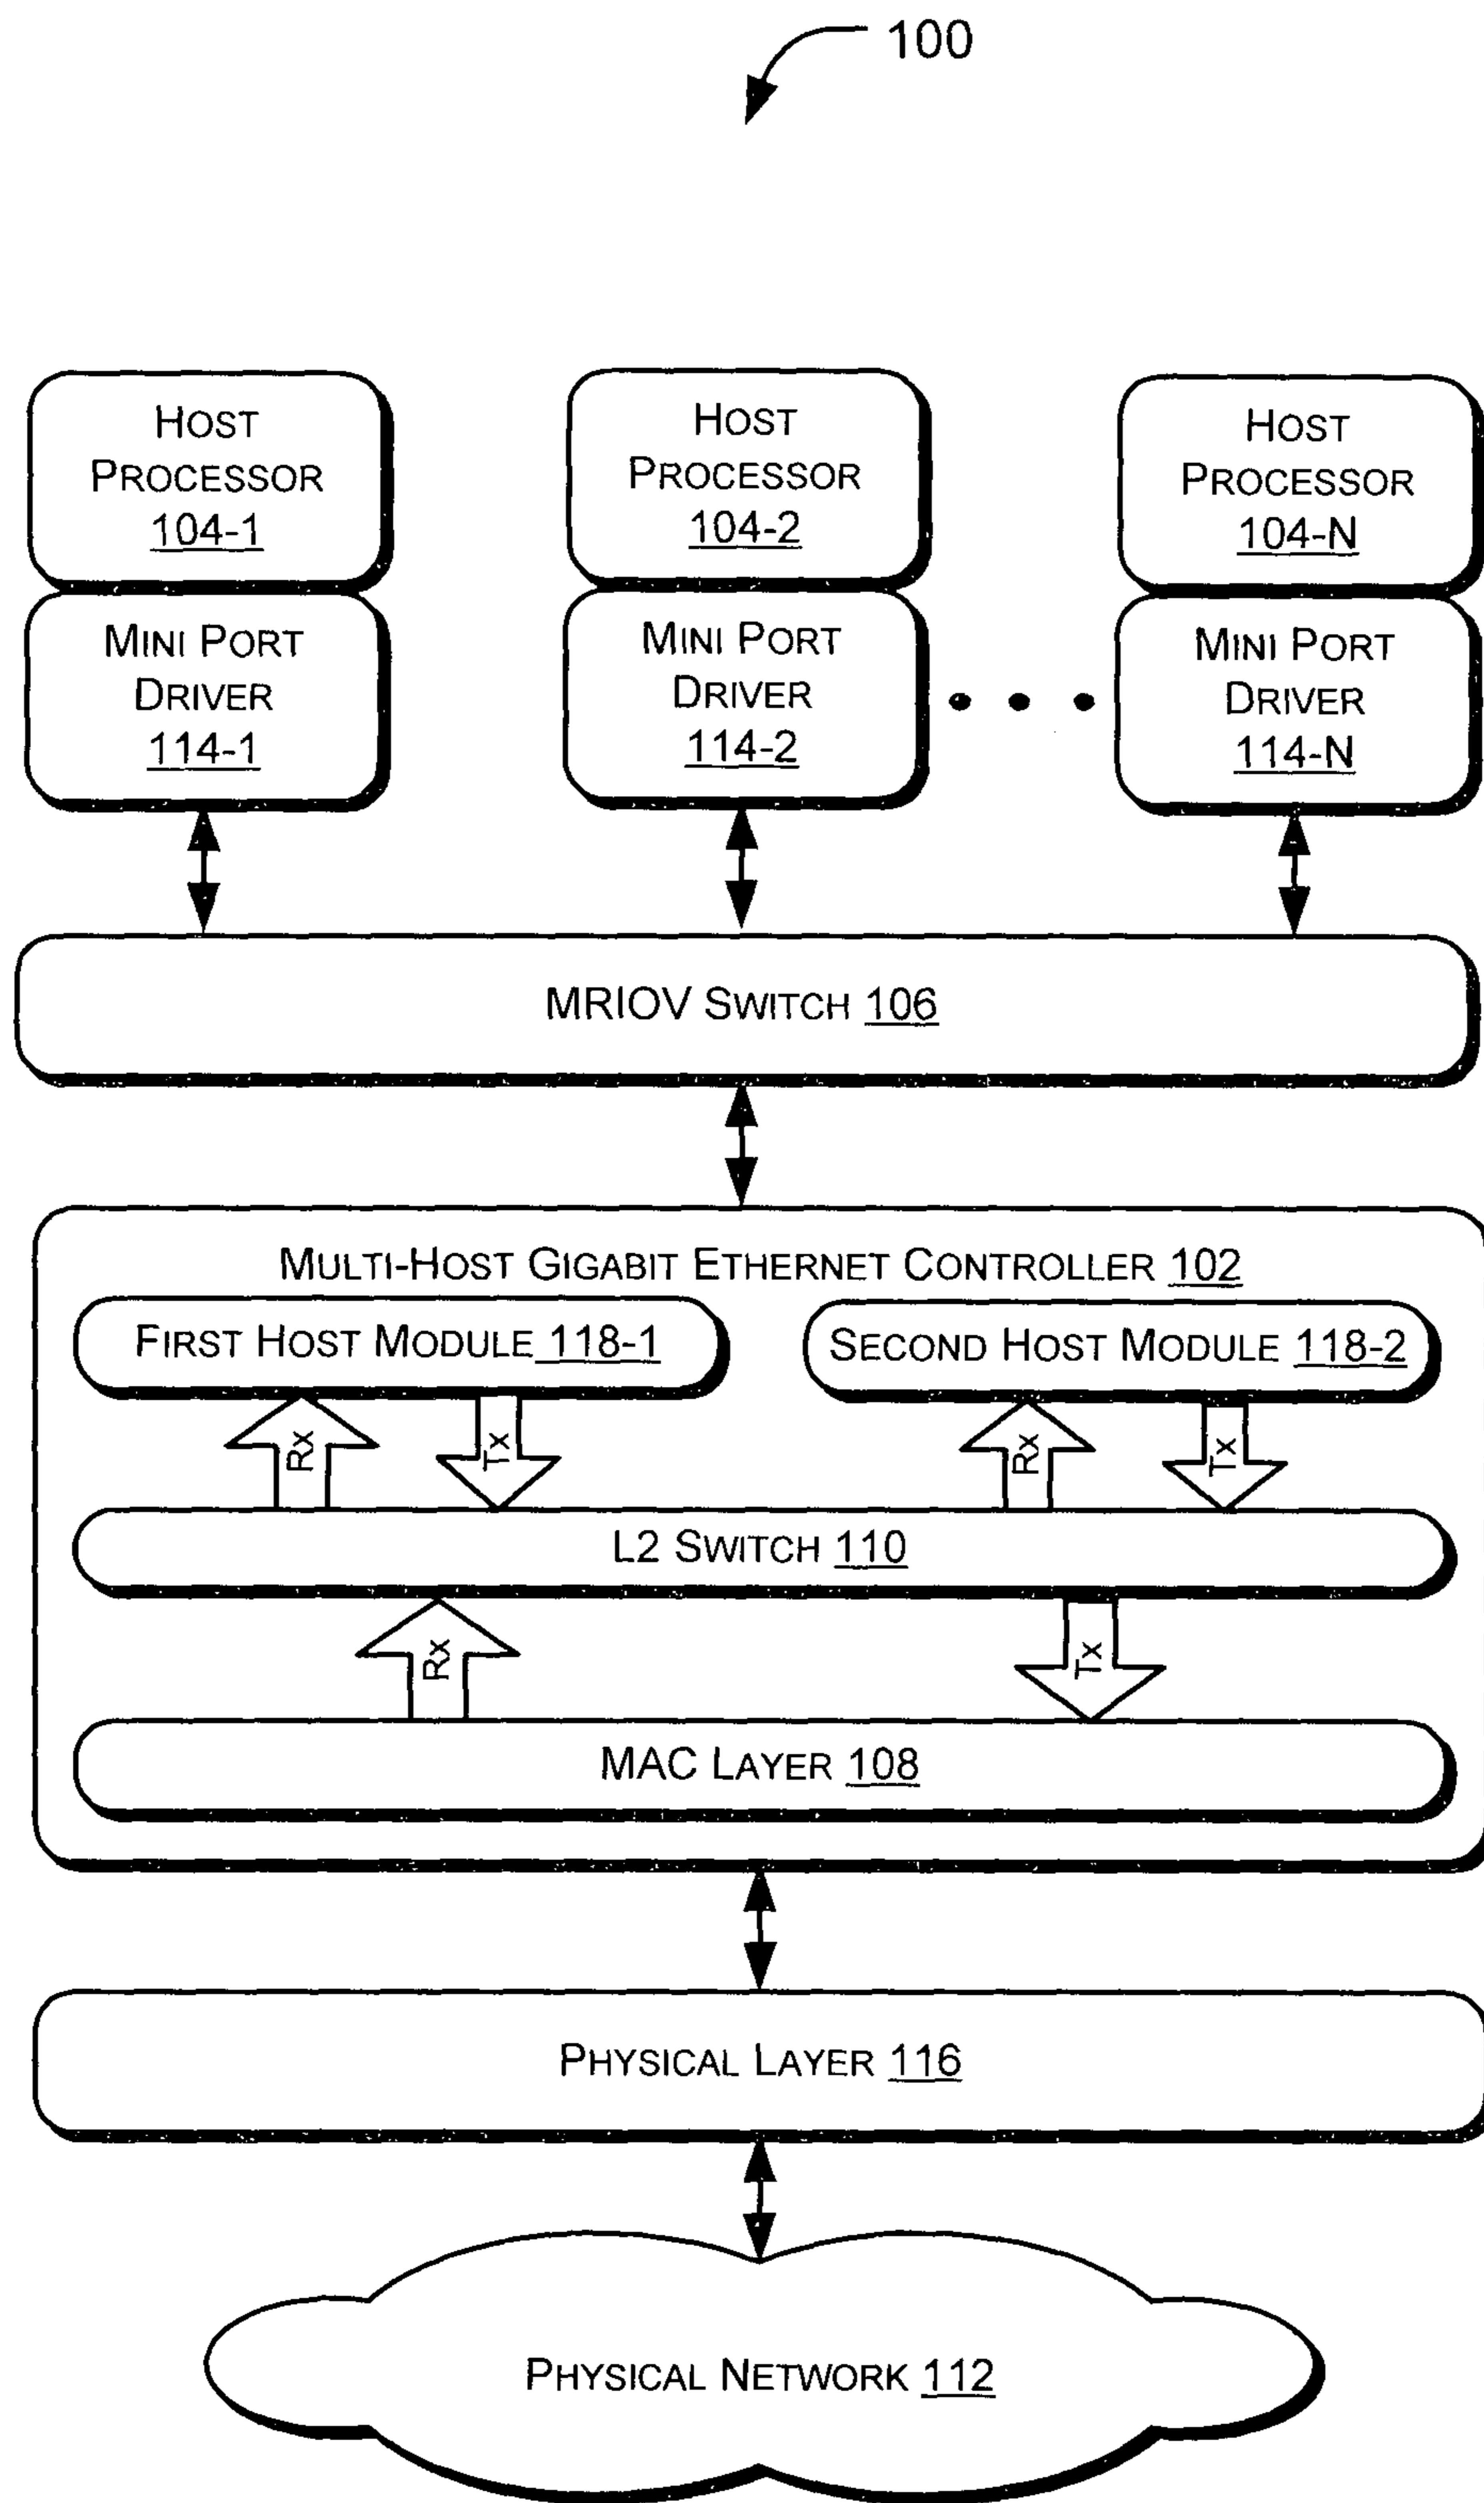 100
HOST
PROCESSOR
104-1
HOST
PROCESSOR
104-2
HOST
PROCESSOR
104-N
MINI PORT
DRIVER
114-1
MINI PORT
DRIVER
114-2
MINI PORT
DRIVER
114-N
MRIOV SWITCH 106
MULTI-HOST GIGABIT ETHERNET CONTROLLER 102
FIRST HOST MODULE 118-1
SECOND HOST MODULE 118-2
Rx
Tx
Rx
Tx
L2 SWITCH 110
Rx
Tx
MAC LAYER 108
PHYSICAL LAYER 116
PHYSICAL NETWORK 112